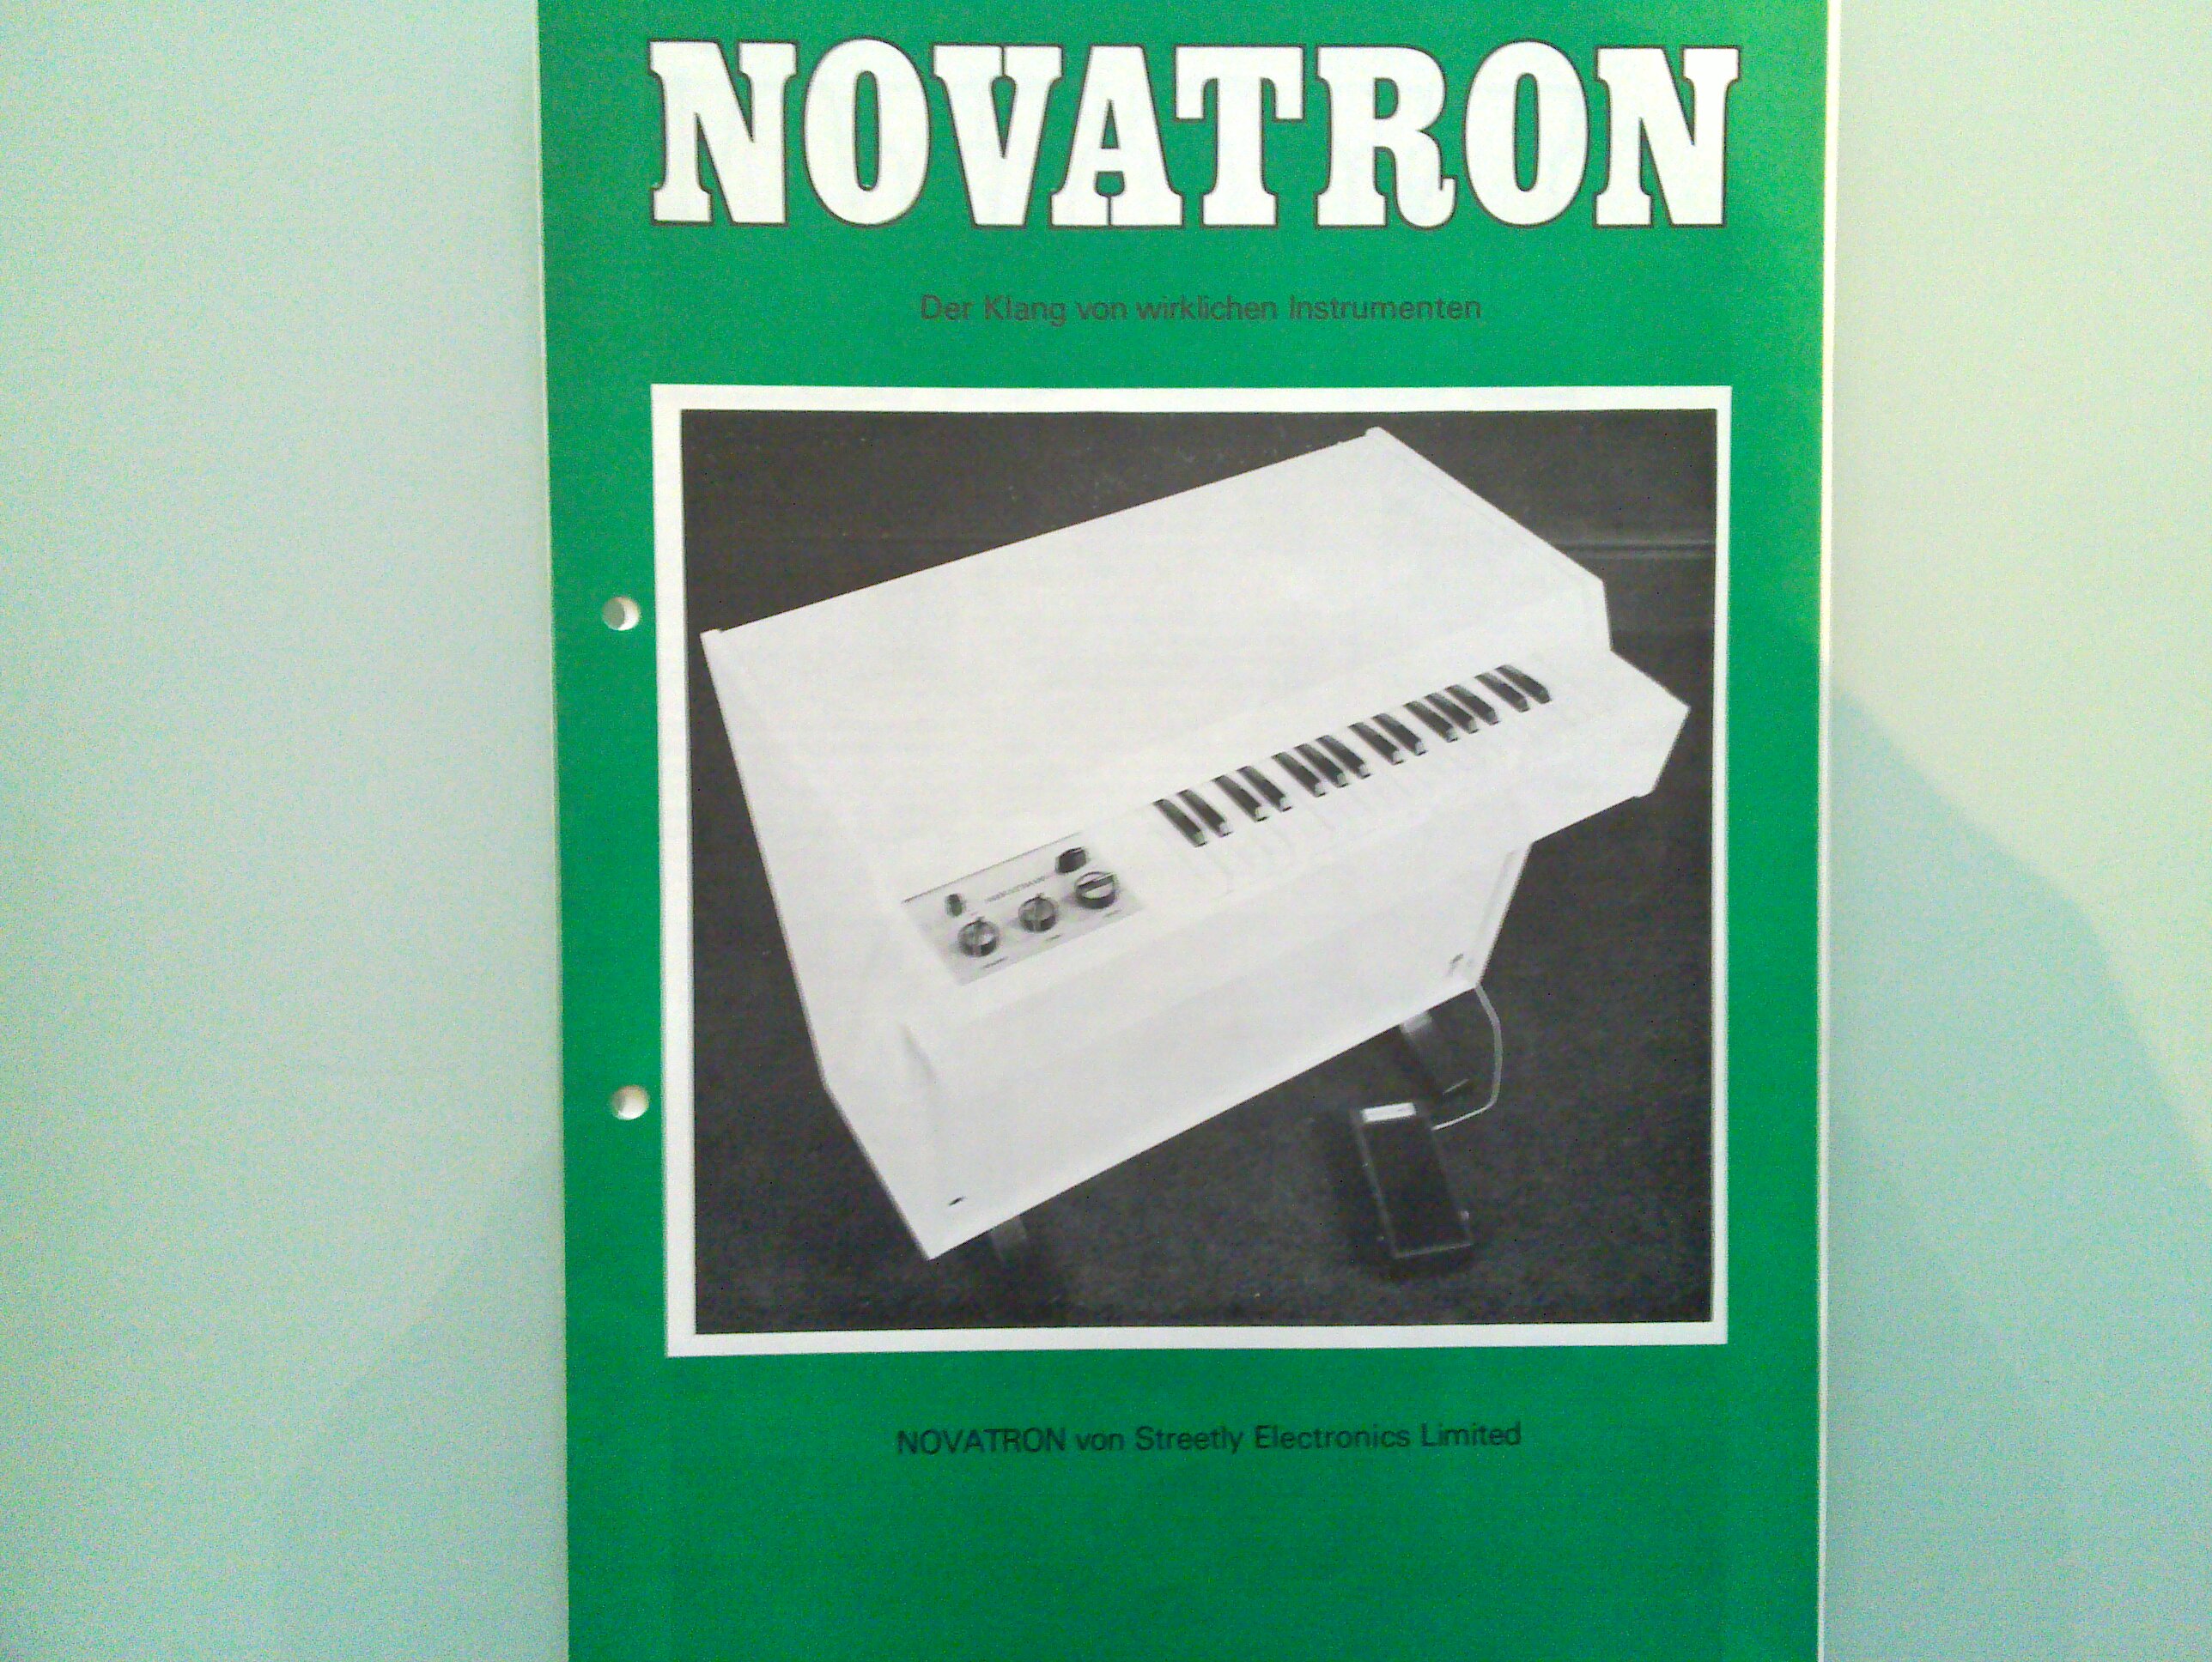 NOVATRON
Der Klang von wirklichen Instrumenten
NOVATRON von Streetly Electronics Limited